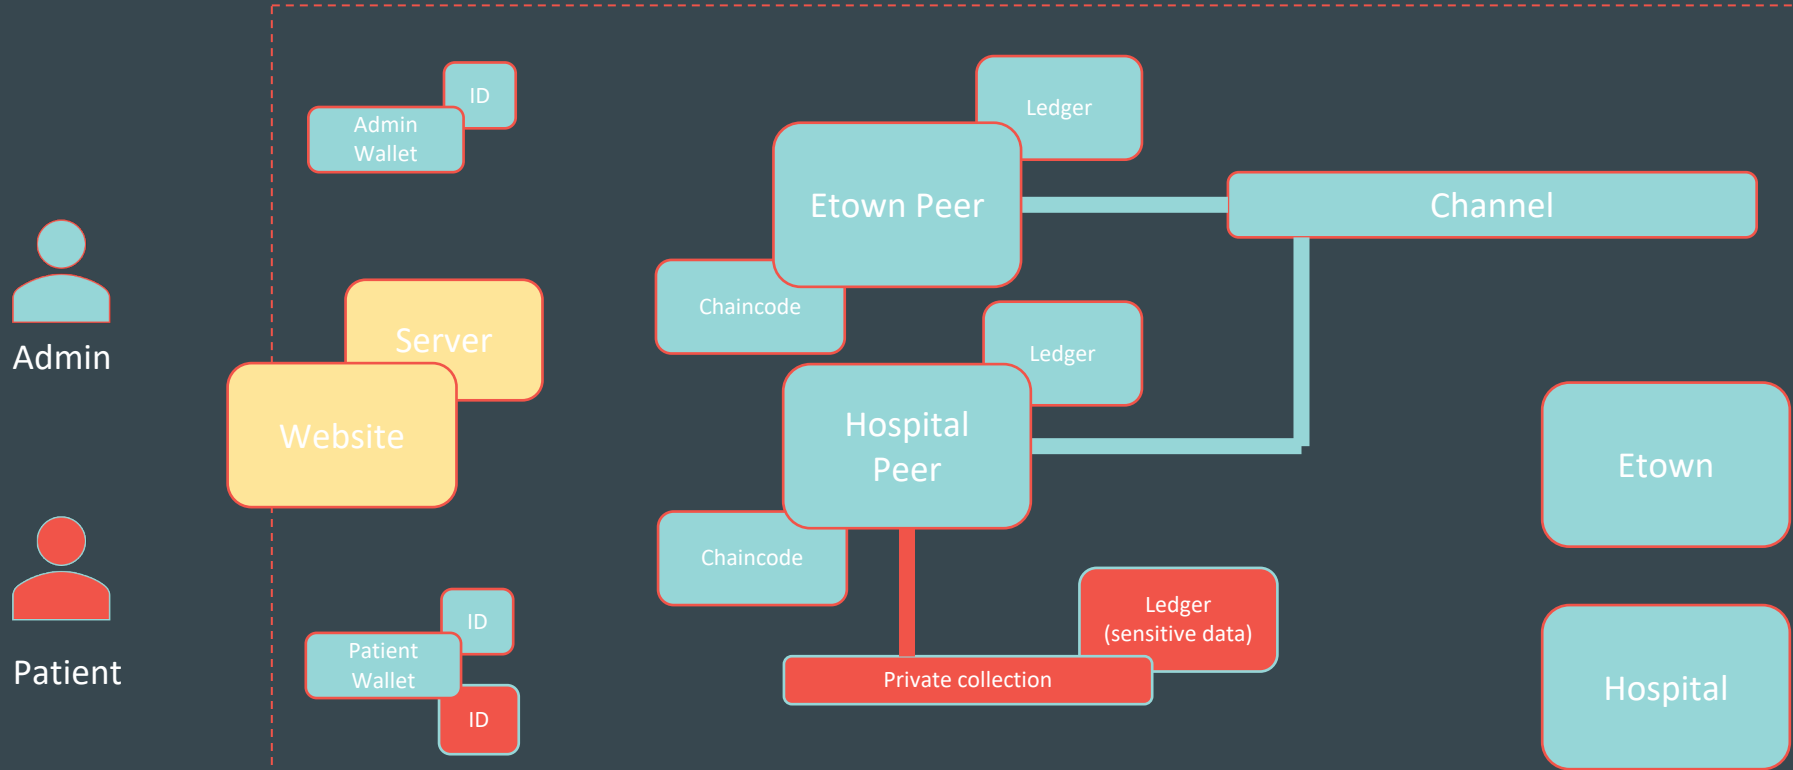 ID
Admin
Wallet
Ledger
Etown Peer
Channel
Chaincode
Server
Website
Admin
Ledger
Hospital
Peer
Etown
Chaincode
Ledger
(sensitive data)
Private collection
ID
Patient
Wallet
ID
Patient
Hospital